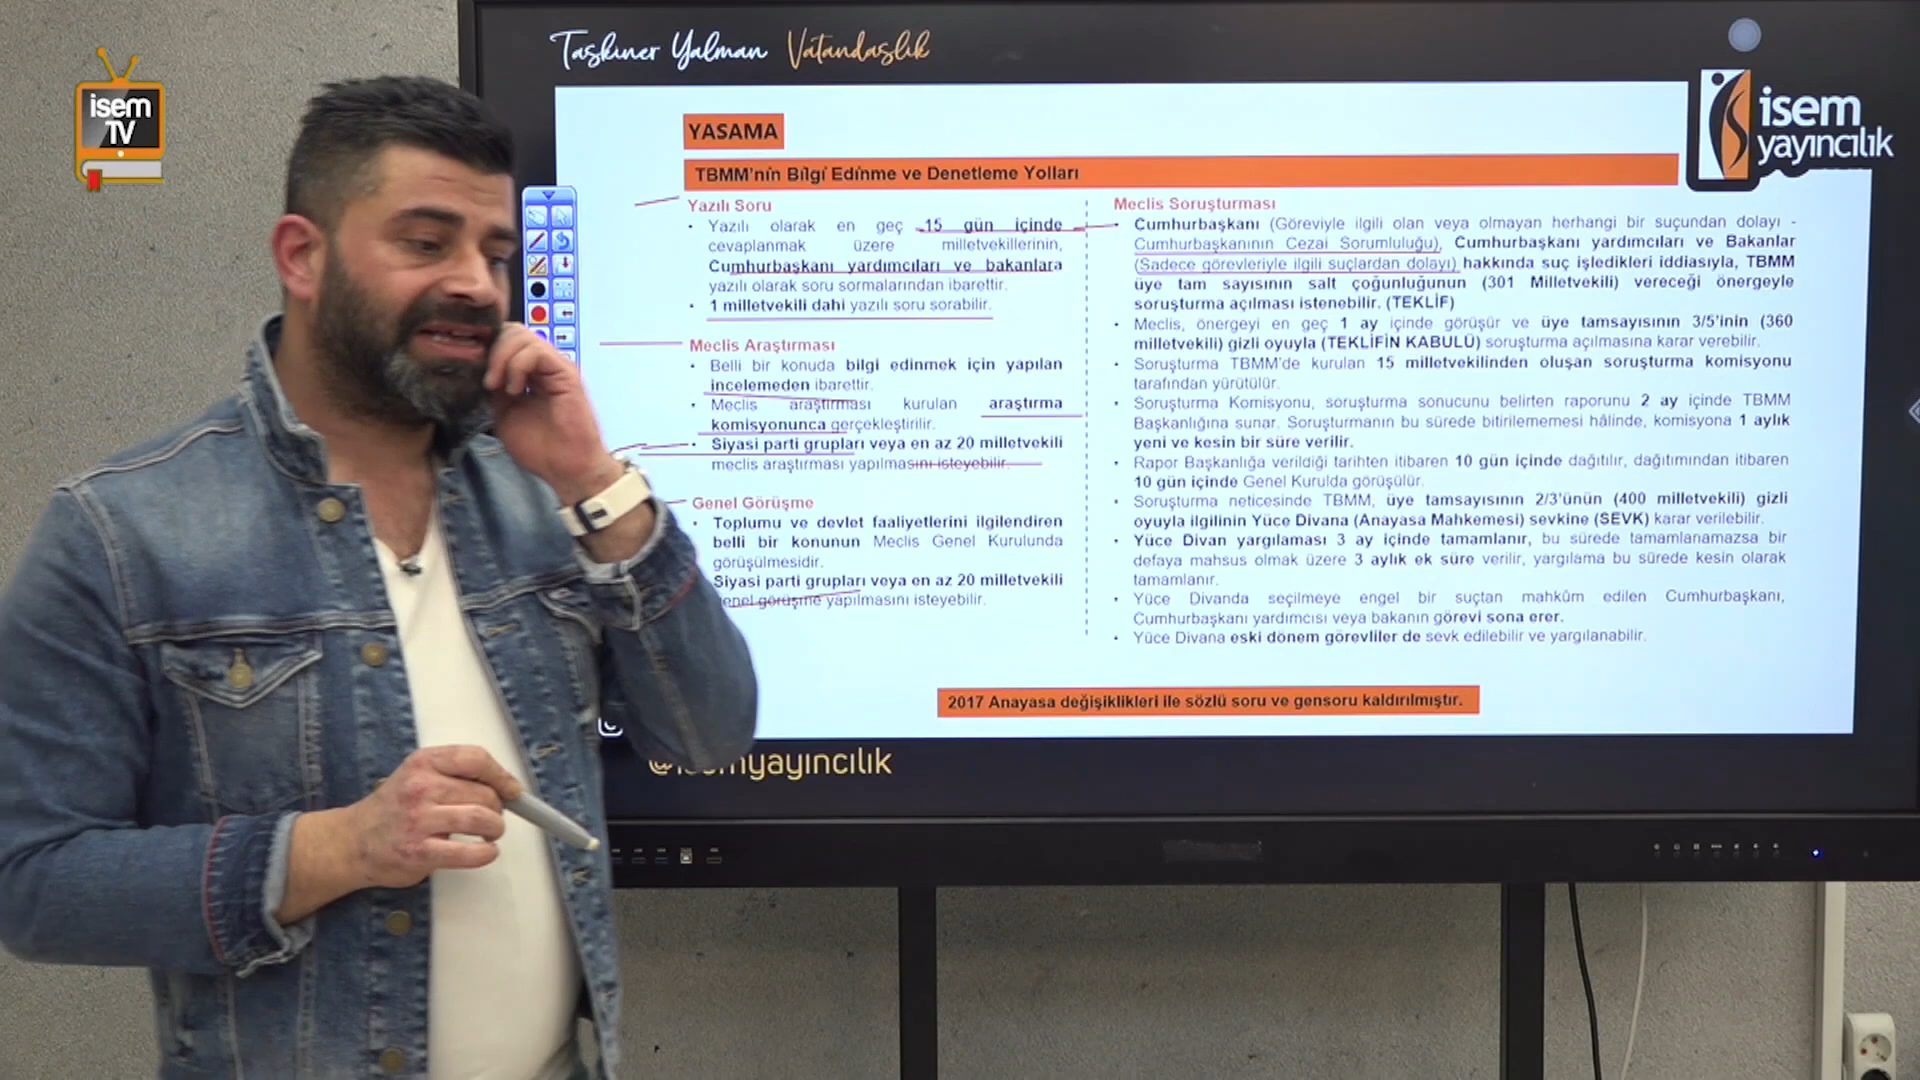 Taşkıner Yalman Vatandaşlık
isem
TV
isem
yayıncılık
YASAMA
TBMM'nin Bilgi Edinme ve Denetleme Yolları
Yazılı Soru
• Yazılı olarak en geç 15 gün içinde
cevaplanmak üzere milletvekillerinin,
Cumhurbaşkanı yardımcıları ve bakanlara
yazılı olarak soru sormalarından ibarettir.
• 1 milletvekili dahi yazılı soru sorabilir.
Meclis Araştırması
• Belli bir konuda bilgi edinmek için yapılan
incelemeden ibarettir.
• Meclis araştırması kurulan araştırma
komisyonunca gerçekleştirilir.
• Siyasi parti grupları veya en az 20 milletvekili
meclis araştırması yapılmasını isteyebilir.
Genel Görüşme
• Toplumu ve devlet faaliyetlerini ilgilendiren
belli bir konunun Meclis Genel Kurulunda
görüşülmesidir.
Siyasi parti grupları veya en az 20 milletvekili
genel görüşme yapılmasını isteyebilir.
Meclis Soruşturması
• Cumhurbaşkanı (Göreviyle ilgili olan veya olmayan herhangi bir suçundan dolayı -
Cumhurbaşkanının Cezai Sorumluluğu), Cumhurbaşkanı yardımcıları ve Bakanlar
(Sadece görevleriyle ilgili suçlardan dolayı) hakkında suç işledikleri iddiasıyla, TBMM
üye tam sayısının salt çoğunluğunun (301 Milletvekili) vereceği önergeyle
soruşturma açılması istenebilir. (TEKLİF)
• Meclis, önergeyi en geç 1 ay içinde görüşür ve üye tamsayısının 3/5'inin (360
milletvekili) gizli oyuyla (TEKLİFİN KABULÜ) soruşturma açılmasına karar verebilir.
• Soruşturma TBMM'de kurulan 15 milletvekilinden oluşan soruşturma komisyonu
tarafından yürütülür.
• Soruşturma Komisyonu, soruşturma sonucunu belirten raporunu 2 ay içinde TBMM
Başkanlığına sunar. Soruşturmanın bu sürede bitirilememesi hâlinde, komisyona 1 aylık
yeni ve kesin bir süre verilir.
• Rapor Başkanlığa verildiği tarihten itibaren 10 gün içinde dağıtılır, dağıtımından itibaren
10 gün içinde Genel Kurulda görüşülür.
• Soruşturma neticesinde TBMM, üye tamsayısının 2/3'ünün (400 milletvekili) gizli
oyuyla ilgilinin Yüce Divana (Anayasa Mahkemesi) sevkine (SEVK) karar verilebilir.
• Yüce Divan yargılaması 3 ay içinde tamamlanır, bu sürede tamamlanamazsa bir
defaya mahsus olmak üzere 3 aylık ek süre verilir, yargılama bu sürede kesin olarak
tamamlanır.
• Yüce Divanda seçilmeye engel bir suçtan mahkûm edilen Cumhurbaşkanı,
Cumhurbaşkanı yardımcısı veya bakanın görevi sona erer.
• Yüce Divana eski dönem görevliler de sevk edilebilir ve yargılanabilir.
2017 Anayasa değişiklikleri ile sözlü soru ve gensoru kaldırılmıştır.
@isemyayıncılık